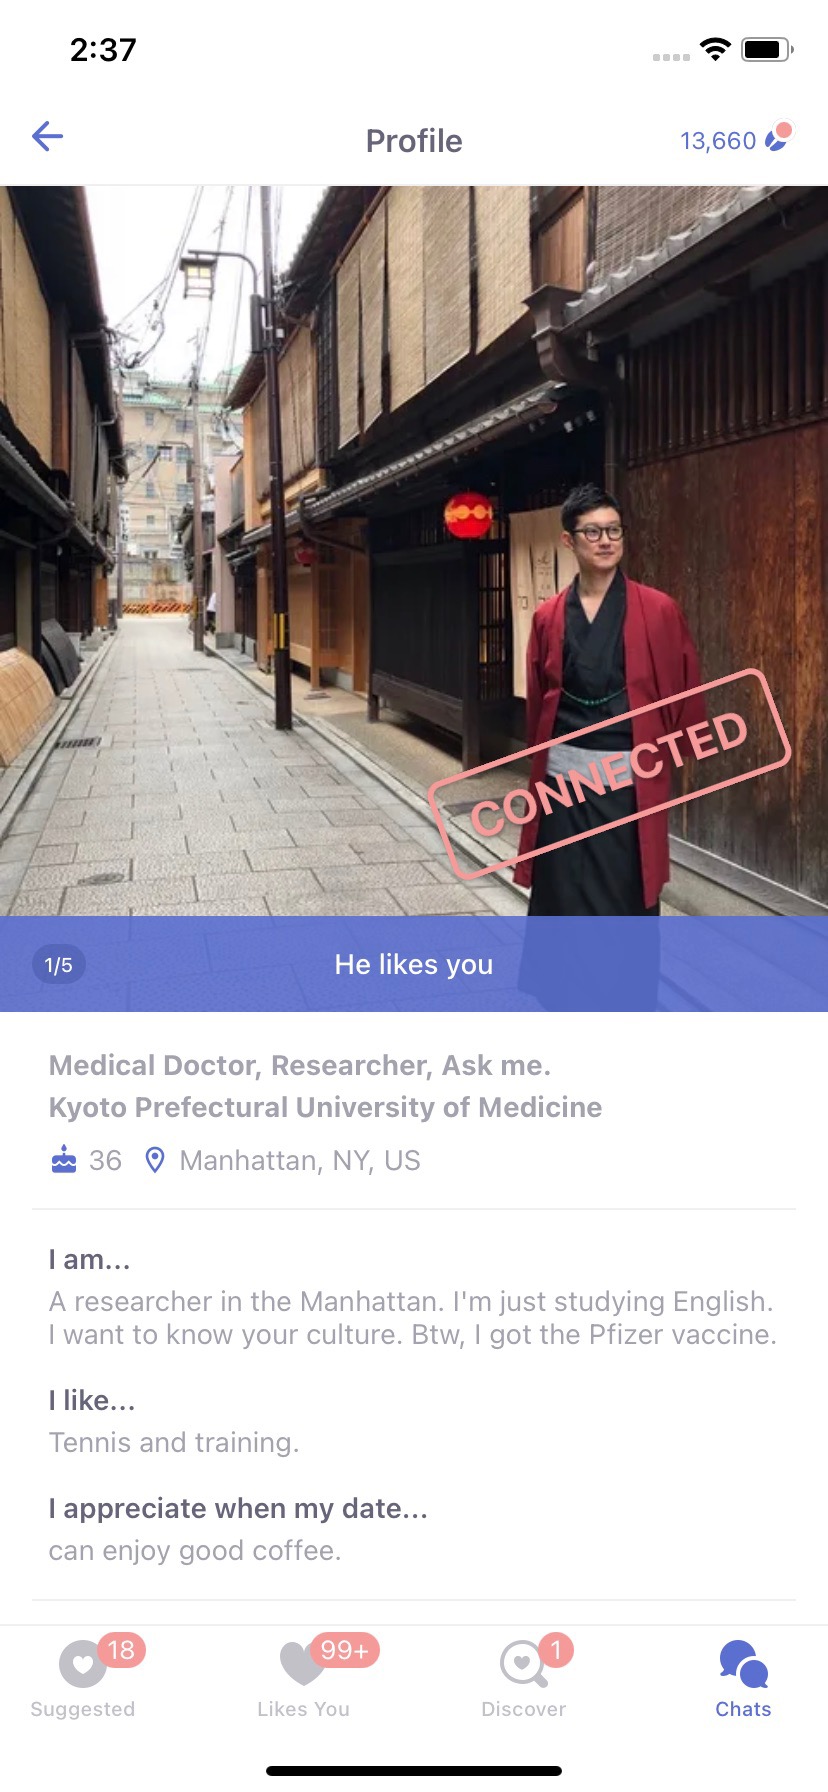 2:37
Profile
13,660
CONNECTED
1/5
He likes you
Medical Doctor, Researcher, Ask me.
Kyoto Prefectural University of Medicine
36
Manhattan, NY, US
I am...
A researcher in the Manhattan. I'm just studying English.
I want to know your culture. Btw, I got the Pfizer vaccine.
I like...
Tennis and training.
I appreciate when my date...
can enjoy good coffee.
18
99+
1
Suggested
Likes You
Discover
Chats